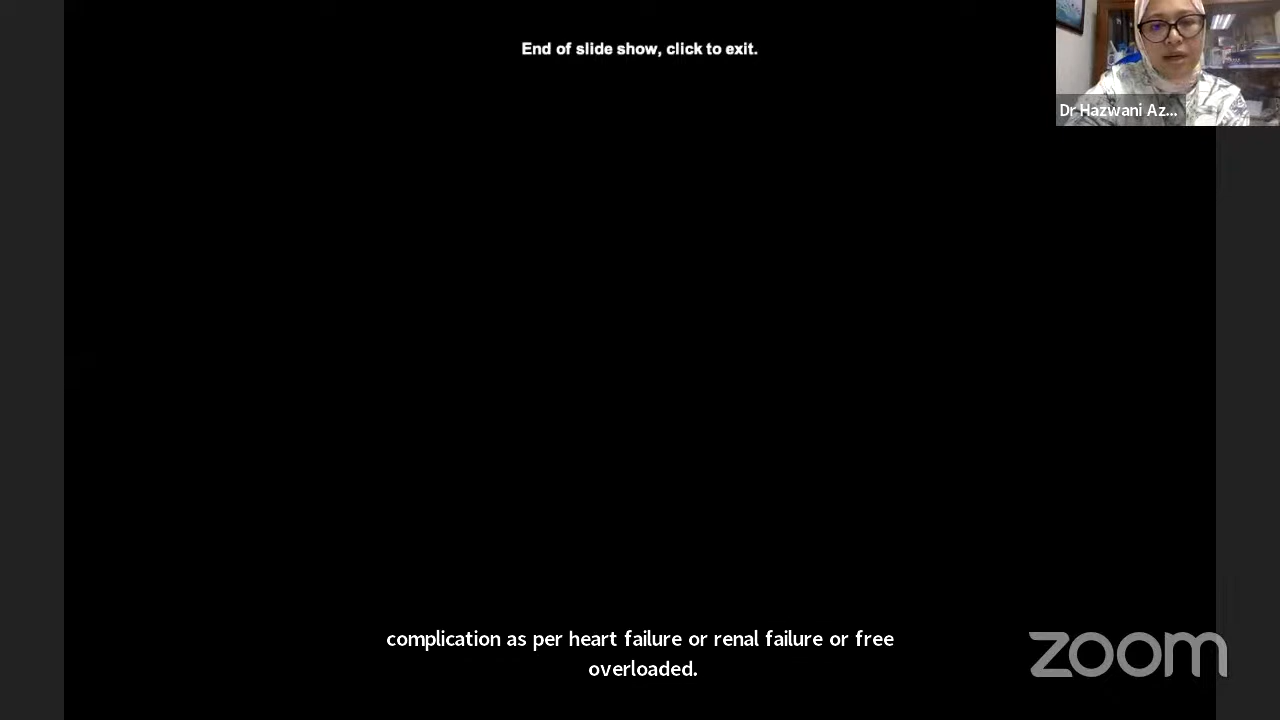 End of slide show, click to exit.
Dr Hazwani Az...
complication as per heart failure or renal failure or free
overloaded.
zoom